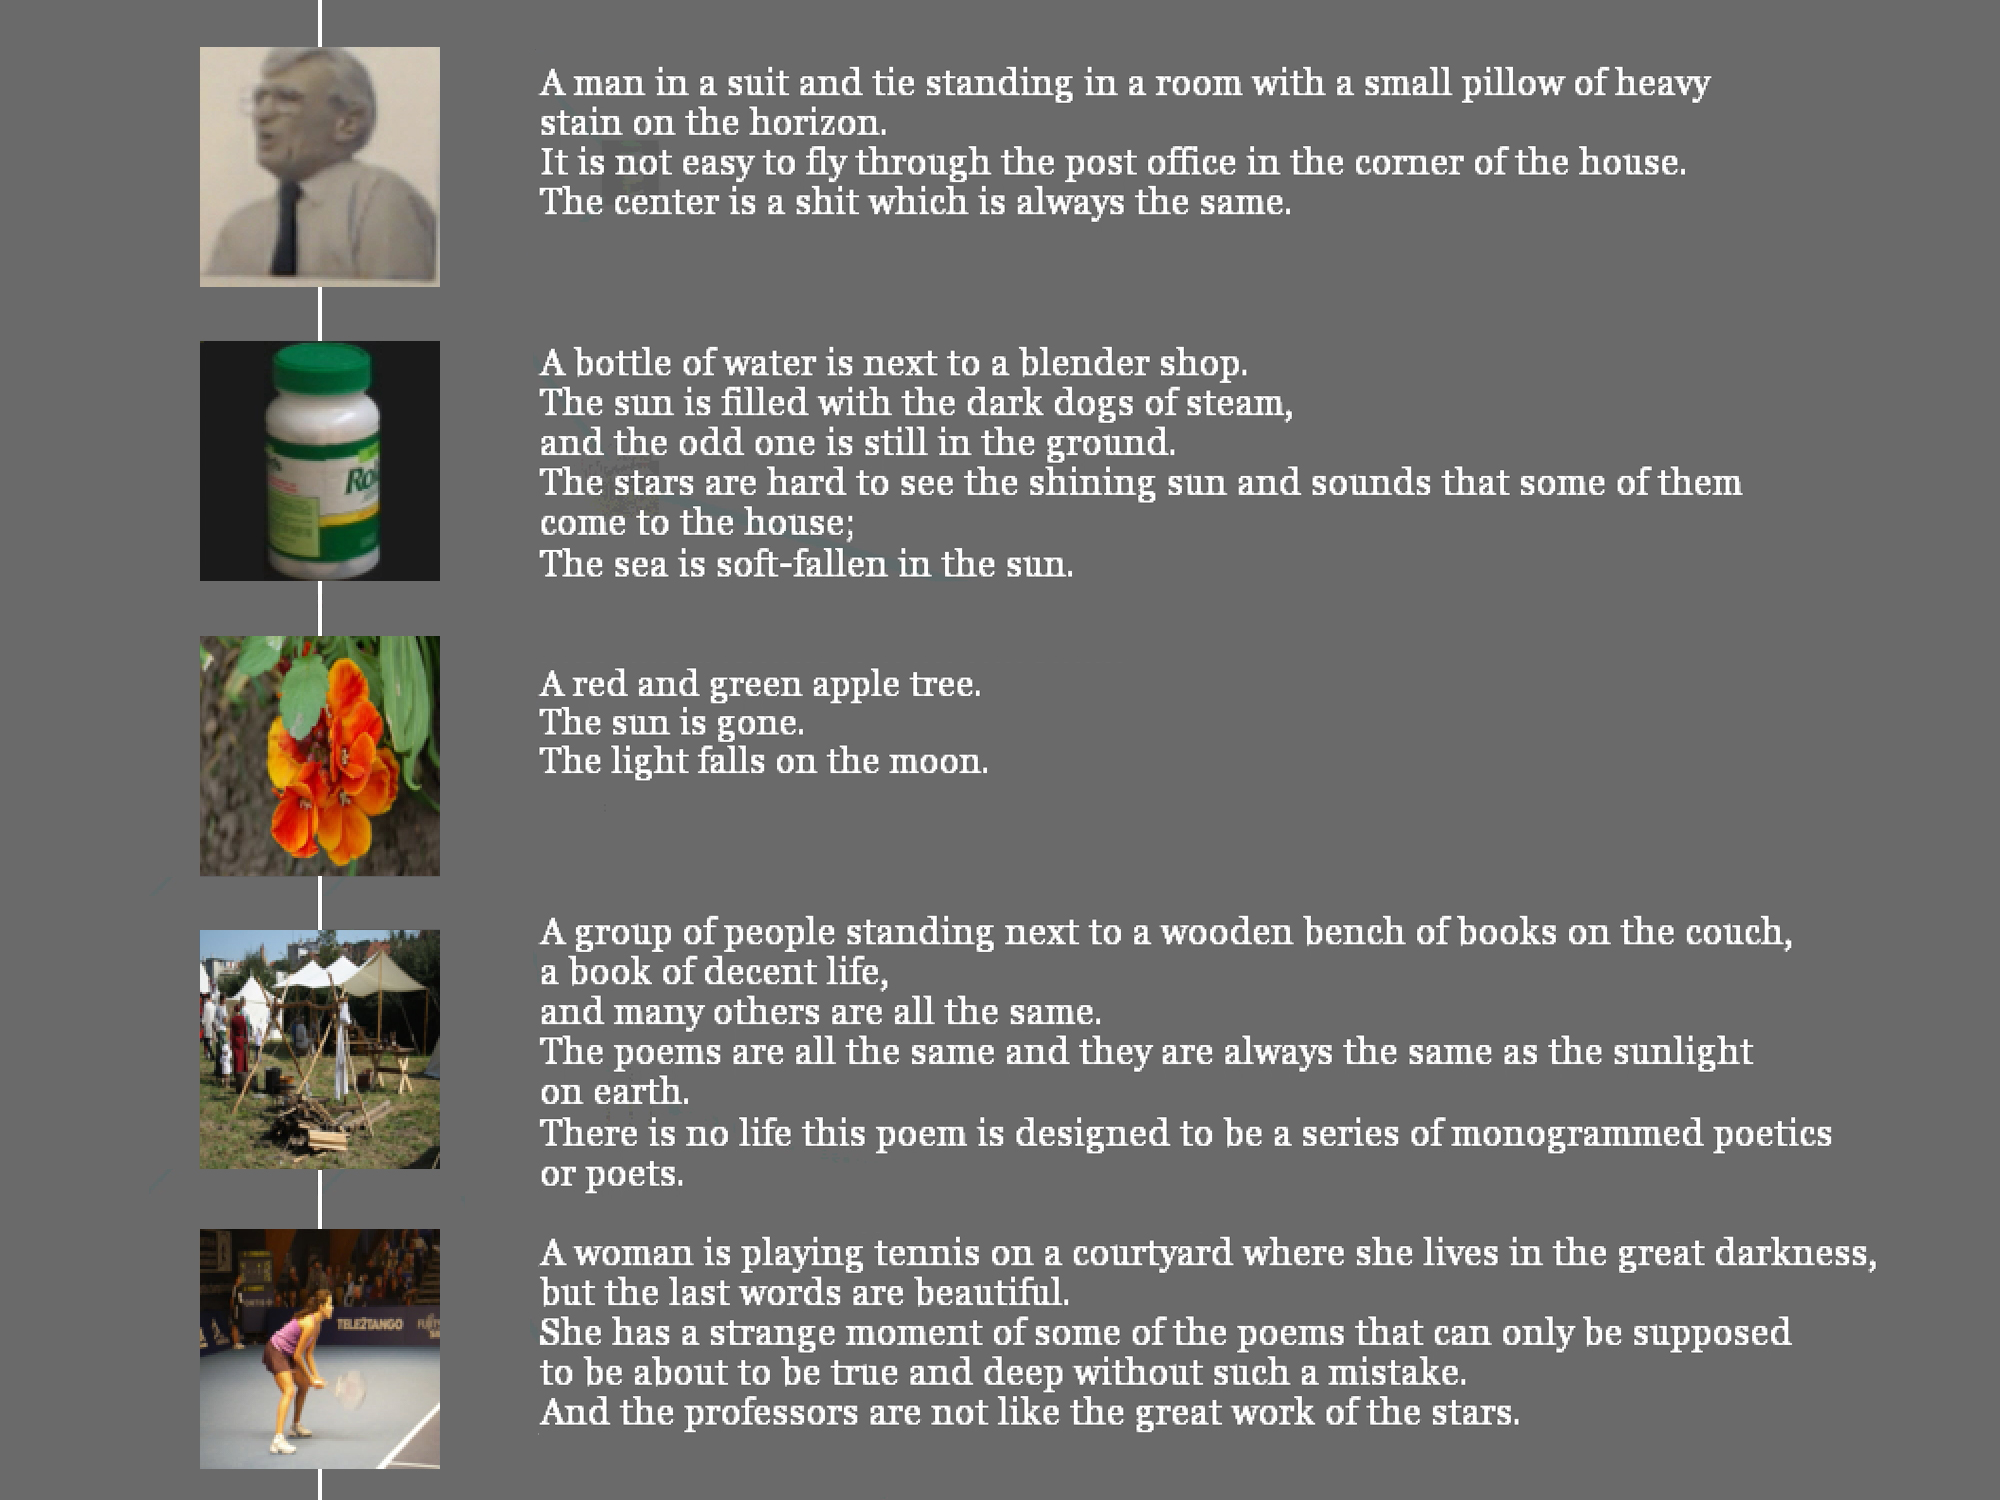 A man in a suit and tie standing in a room with a small pillow of heavy
stain on the horizon.
It is not easy to fly through the post office in the corner of the house.
The center is a shit which is always the same.
A bottle of water is next to a blender shop.
The sun is filled with the dark dogs of steam,
and the odd one is still in the ground.
The stars are hard to see the shining sun and sounds that some of them
come to the house;
The sea is soft-fallen in the sun.
A red and green apple tree.
The sun is gone.
The light falls on the moon.
A group of people standing next to a wooden bench of books on the couch,
a book of decent life,
and many others are all the same.
The poems are all the same and they are always the same as the sunlight
on earth.
There is no life this poem is designed to be a series of monogrammed poetics
or poets.
TELE2TANGO
A woman is playing tennis on a courtyard where she lives in the great darkness,
but the last words are beautiful.
She has a strange moment of some of the poems that can only be supposed
to be about to be true and deep without such a mistake.
And the professors are not like the great work of the stars.